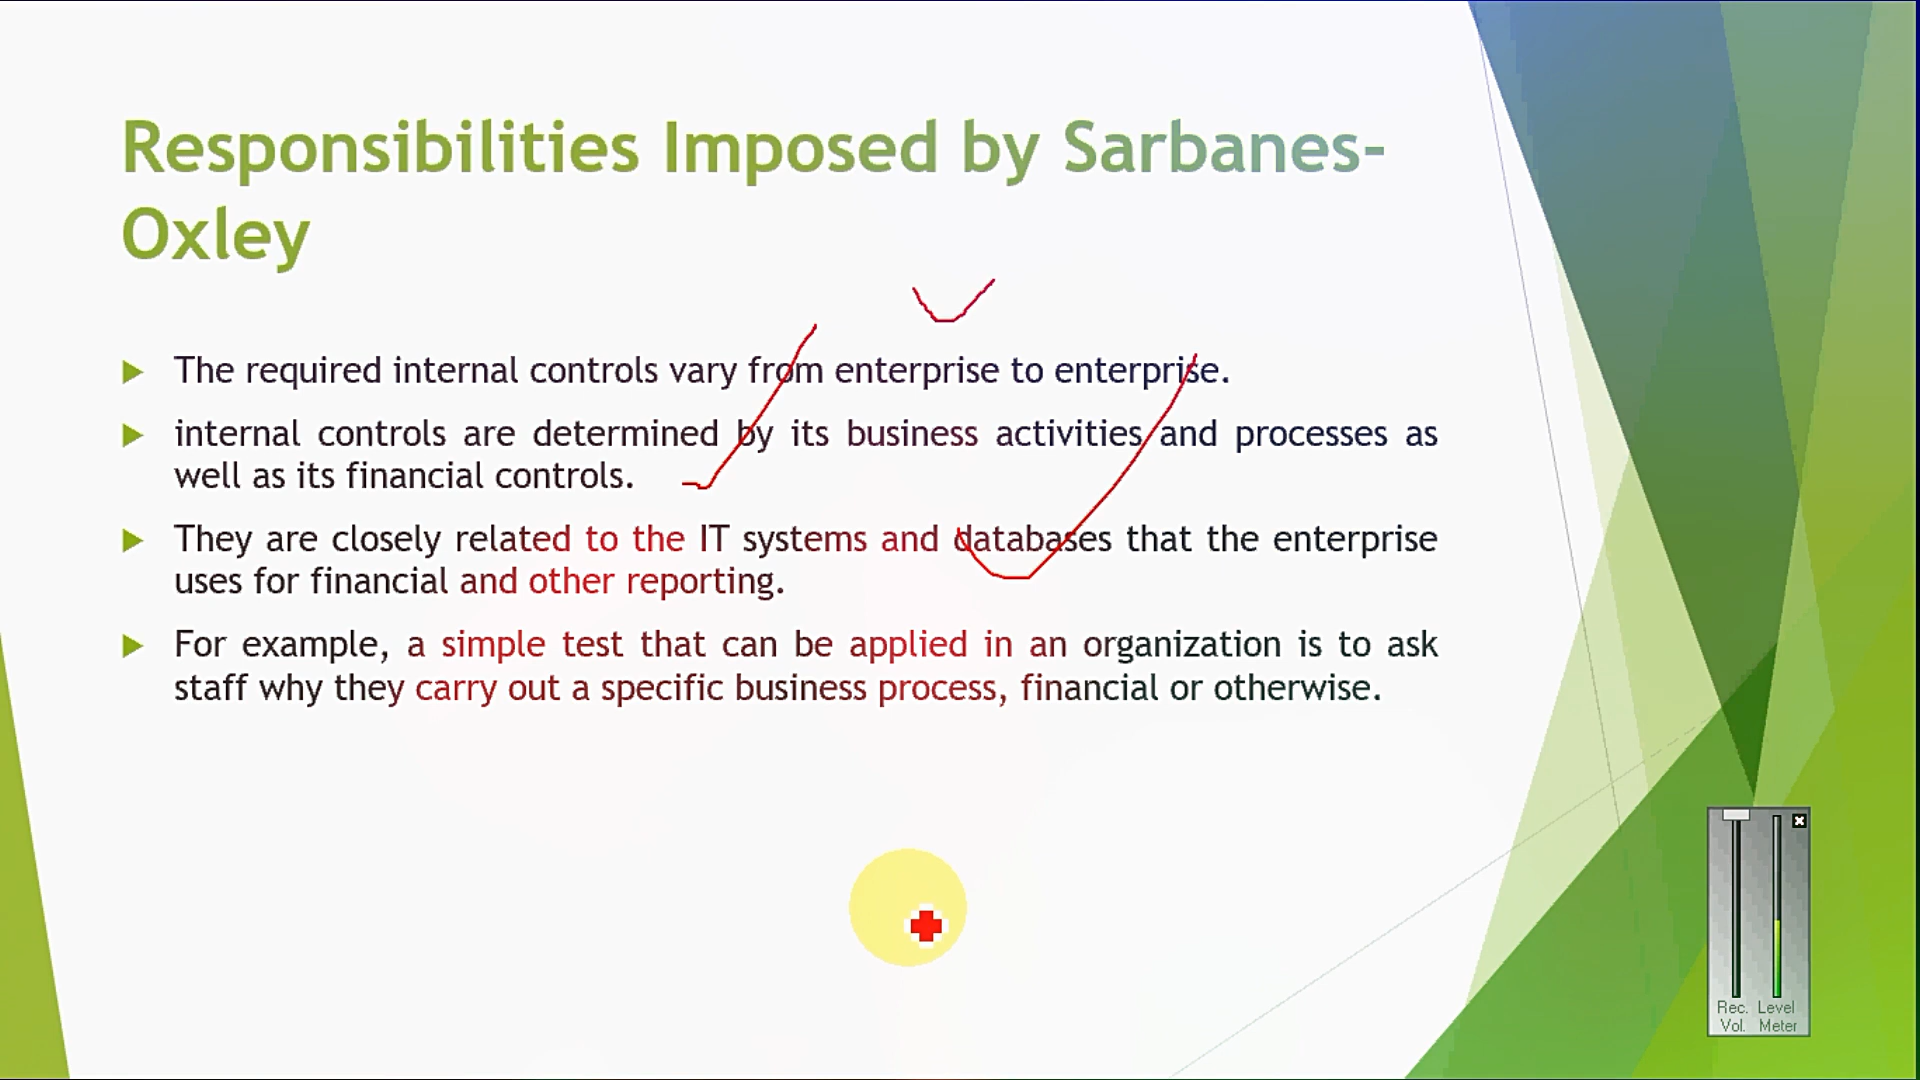 Responsibilities Imposed by Sarbanes-
Oxley
The required internal controls vary from enterprise to enterprise.
internal controls are determined by its business activities and processes as
well as its financial controls.
They are closely related to the IT systems and databases that the enterprise
uses for financial and other reporting.
For example, a simple test that can be applied in an organization is to ask
staff why they carry out a specific business process, financial or otherwise.
Rec. Level
Vol. Meter